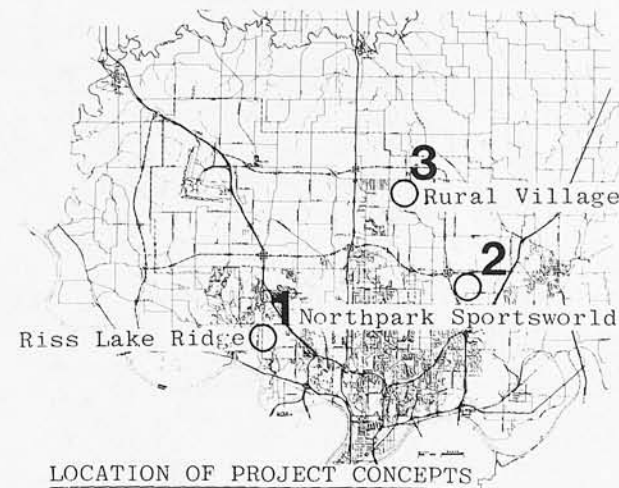 3
Rural Village
2
1
Northpark Sportsworld
Riss Lake Ridge
LOCATION OF PROJECT CONCEPTS